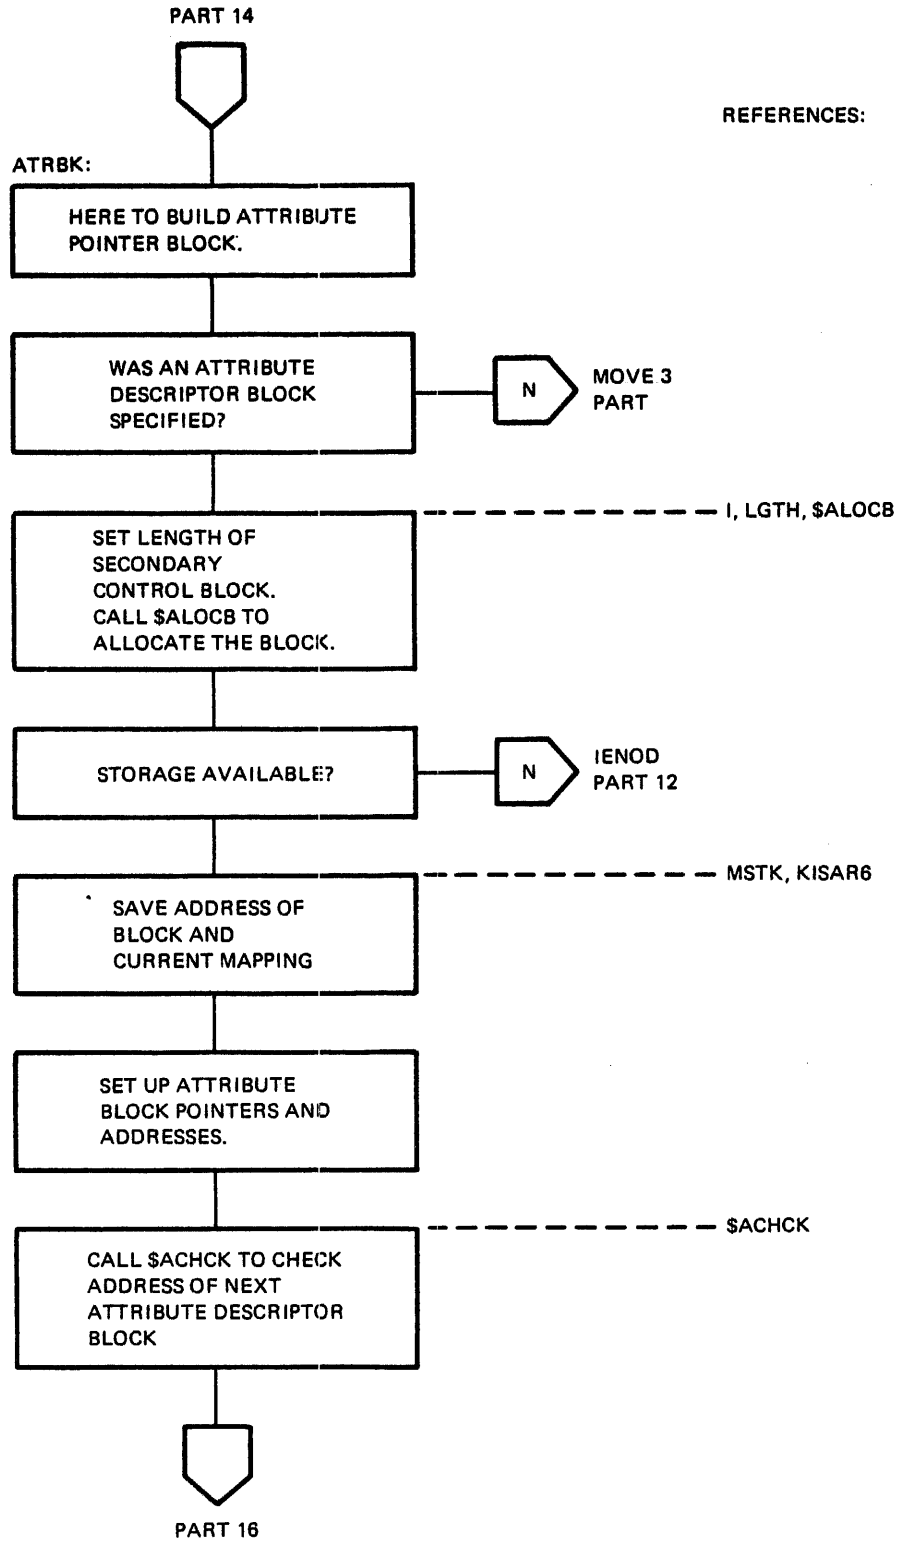 PART 14
REFERENCES:
ATRBK:
HERE TO BUILD ATTRIBUTE
POINTER BLOCK.
WAS AN ATTRIBUTE
DESCRIPTOR BLOCK
SPECIFIED?
N
MOVE 3
PART
I, LGTH, $ALOCB
SET LENGTH OF
SECONDARY
CONTROL BLOCK.
CALL $ALOCB TO
ALLOCATE THE BLOCK.
STORAGE AVAILABLE?
N
IENOD
PART 12
MSTK, KISAR6
SAVE ADDRESS OF
BLOCK AND
CURRENT MAPPING
SET UP ATTRIBUTE
BLOCK POINTERS AND
ADDRESSES.
$ACHCK
CALL $ACHCK TO CHECK
ADDRESS OF NEXT
ATTRIBUTE DESCRIPTOR
BLOCK
PART 16